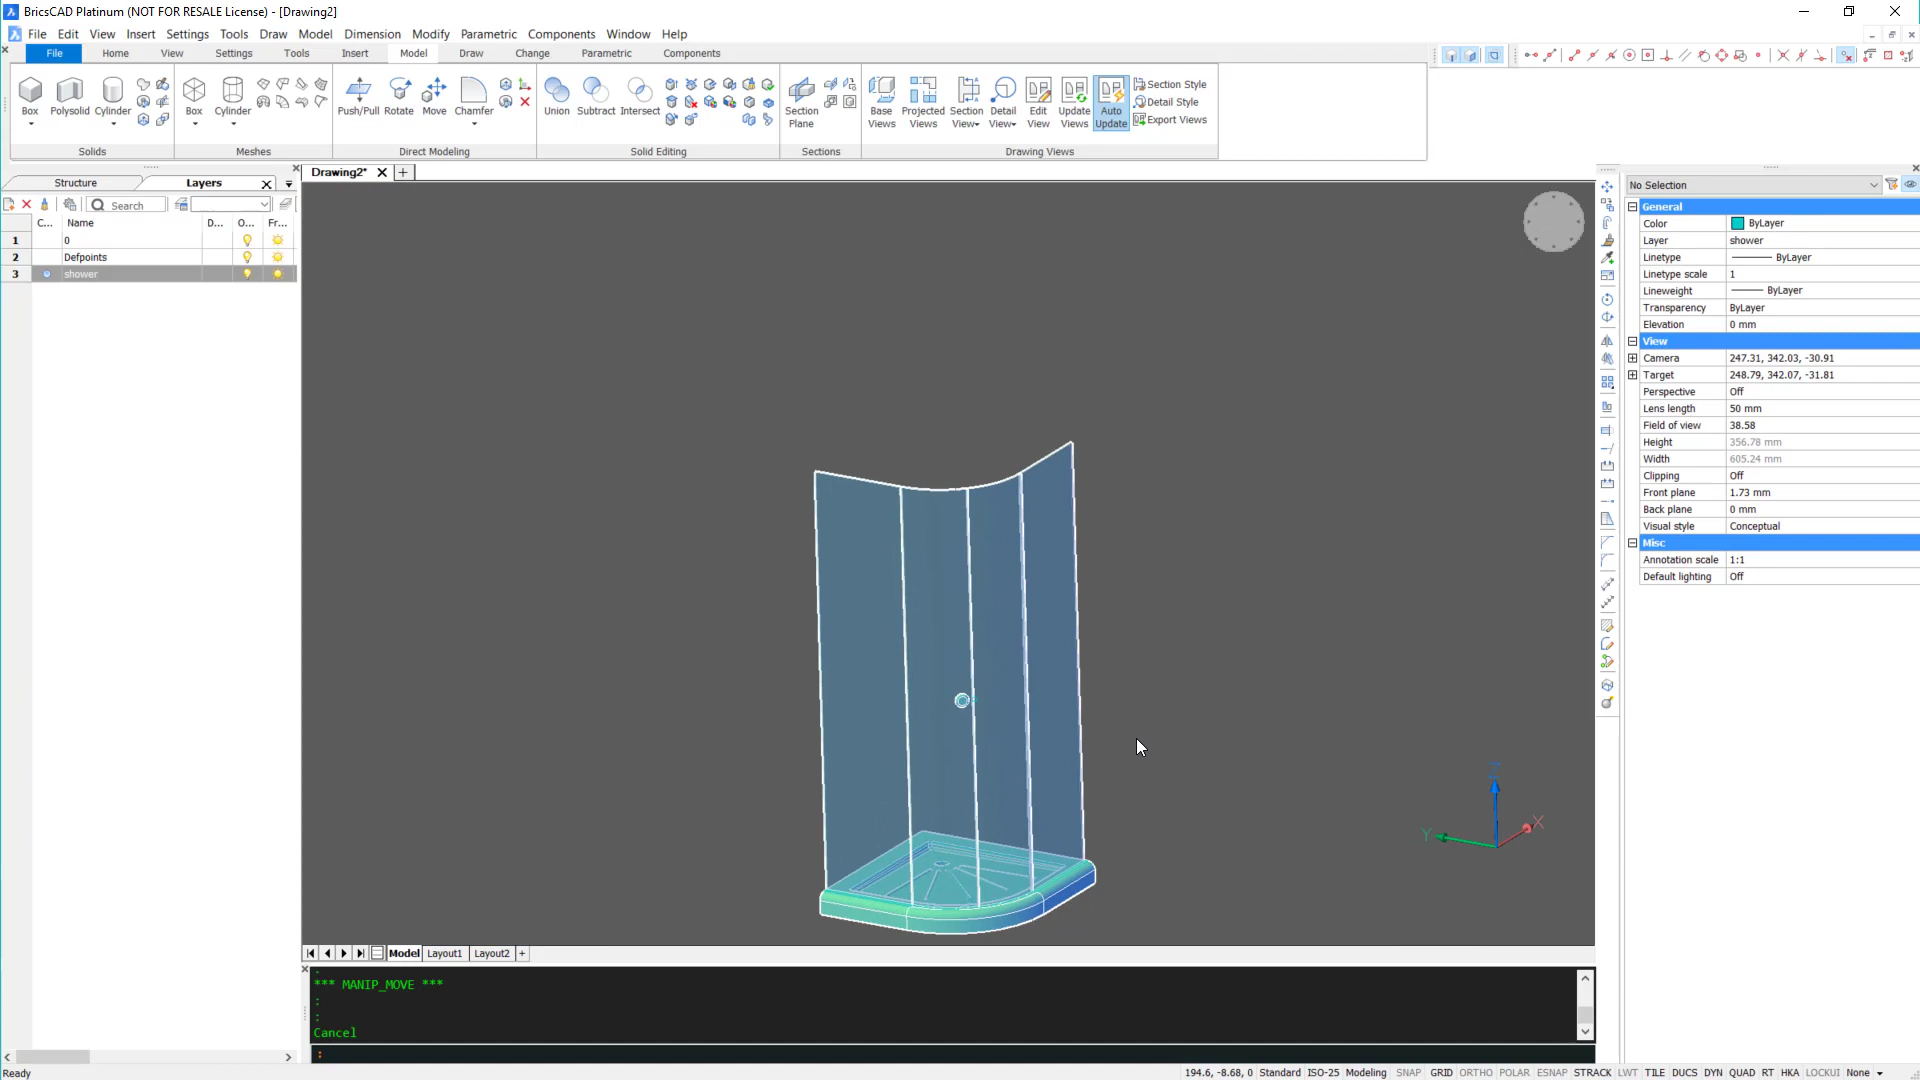 BricsCAD Platinum (NOT FOR RESALE License) - [Drawing2]
File Edit View Insert Settings Tools Draw Model Dimension Modify Parametric Components Window Help
File Home View Settings Tools Insert Model Draw Change Parametric Components
Box Polysolid Cylinder Box Cylinder Push/Pull Rotate Move Chamfer Union Subtract Intersect Section Plane Base Views Projected Views Section View Detail View Edit View Update Views Auto Update
Section Style
Detail Style
Export Views
Solids Meshes Direct Modeling Solid Editing Sections Drawing Views
Structure Layers
Search
C... Name D... O... Fr...
1 0
2 Defpoints
3 shower
Drawing2*
Z
Y
X
No Selection
General
Color ByLayer
Layer shower
Linetype ByLayer
Linetype scale 1
Lineweight ByLayer
Transparency ByLayer
Elevation 0 mm
View
Camera 247.31, 342.03, -30.91
Target 248.79, 342.07, -31.81
Perspective Off
Lens length 50 mm
Field of view 38.58
Height 356.78 mm
Width 605.24 mm
Clipping Off
Front plane 1.73 mm
Back plane 0 mm
Visual style Conceptual
Misc
Annotation scale 1:1
Default lighting Off
Model Layout1 Layout2 +
:
*** MANIP_MOVE ***
:
:
Cancel
:
Ready
194.6, -8.68, 0 Standard ISO-25 Modeling SNAP GRID ORTHO POLAR ESNAP STRACK LWT TILE DUCS DYN QUAD RT HKA LOCKUI None